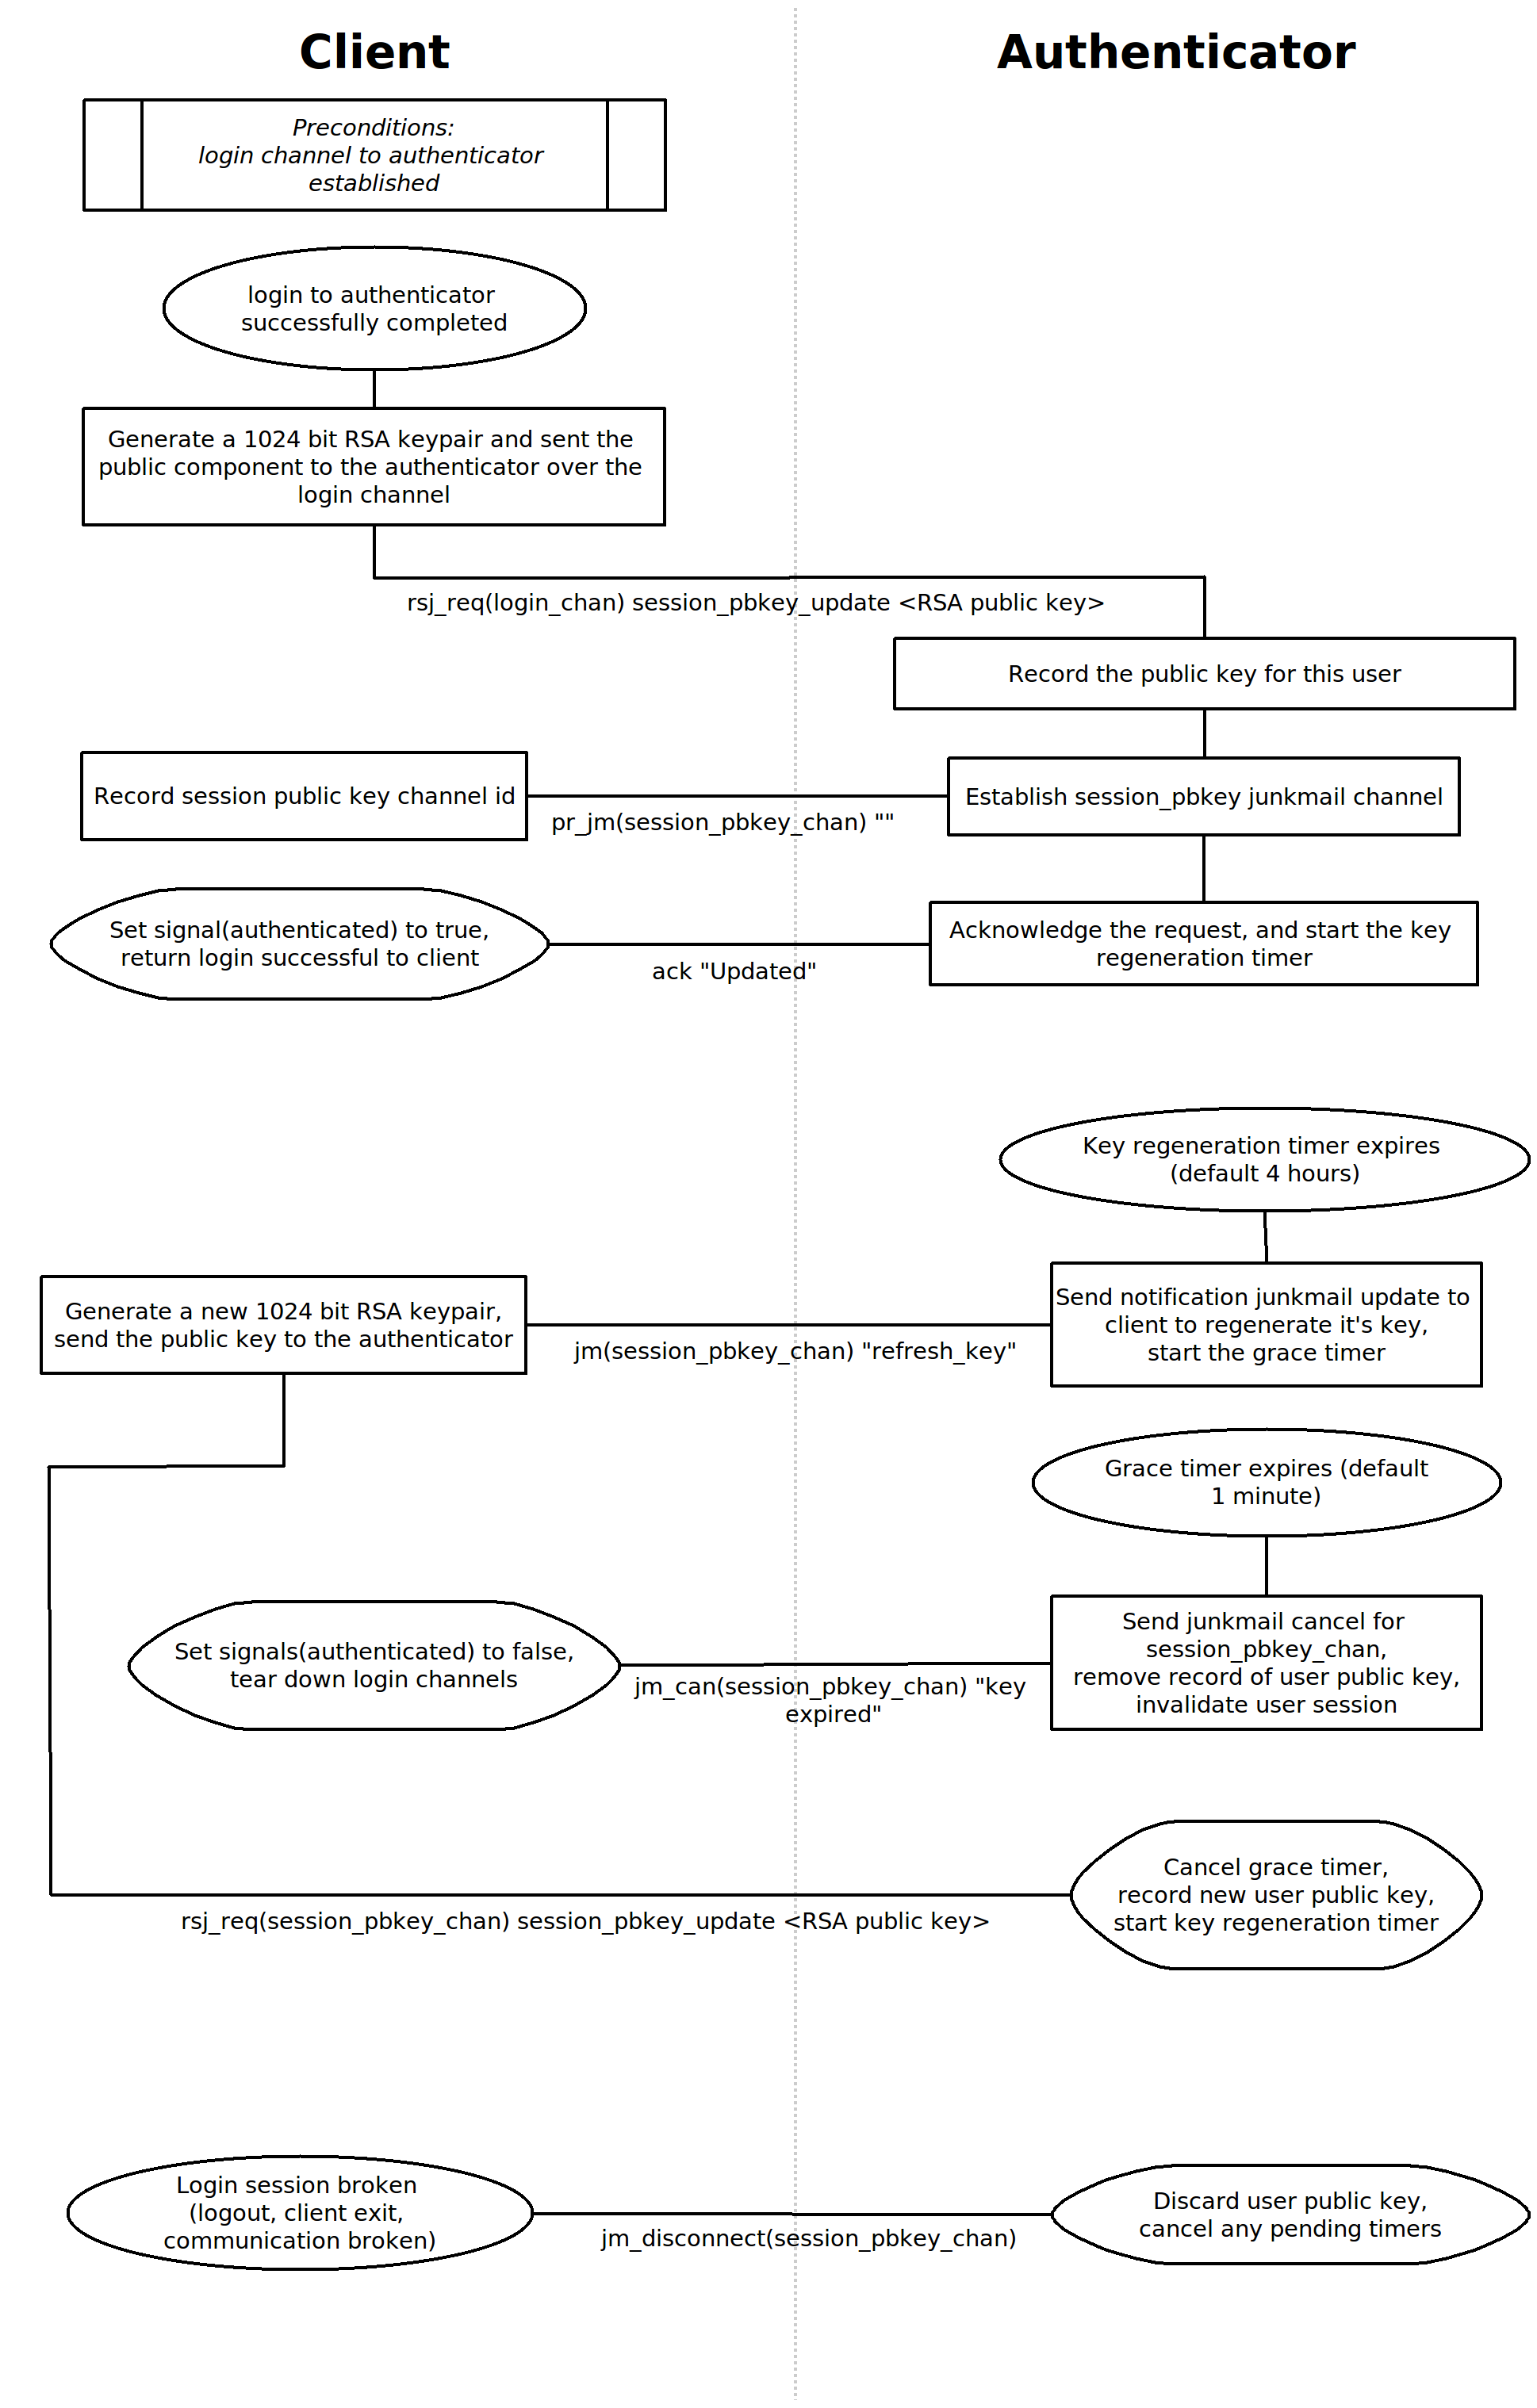 Client
Authenticator
Preconditions:
login channel to authenticator
established
login to authenticator
successfully completed
Generate a 1024 bit RSA keypair and sent the
public component to the authenticator over the
login channel
rsj_req(login_chan) session_pbkey_update <RSA public key>
Record the public key for this user
Record session public key channel id
pr_jm(session_pbkey_chan) ""
Establish session_pbkey junkmail channel
Set signal(authenticated) to true,
return login successful to client
ack "Updated"
Acknowledge the request, and start the key
regeneration timer
Key regeneration timer expires
(default 4 hours)
Generate a new 1024 bit RSA keypair,
send the public key to the authenticator
jm(session_pbkey_chan) "refresh_key"
Send notification junkmail update to
client to regenerate it's key,
start the grace timer
Grace timer expires (default
1 minute)
Set signals(authenticated) to false,
tear down login channels
jm_can(session_pbkey_chan) "key
expired"
Send junkmail cancel for
session_pbkey_chan,
remove record of user public key,
invalidate user session
Cancel grace timer,
record new user public key,
start key regeneration timer
rsj_req(session_pbkey_chan) session_pbkey_update <RSA public key>
Login session broken
(logout, client exit,
communication broken)
jm_disconnect(session_pbkey_chan)
Discard user public key,
cancel any pending timers